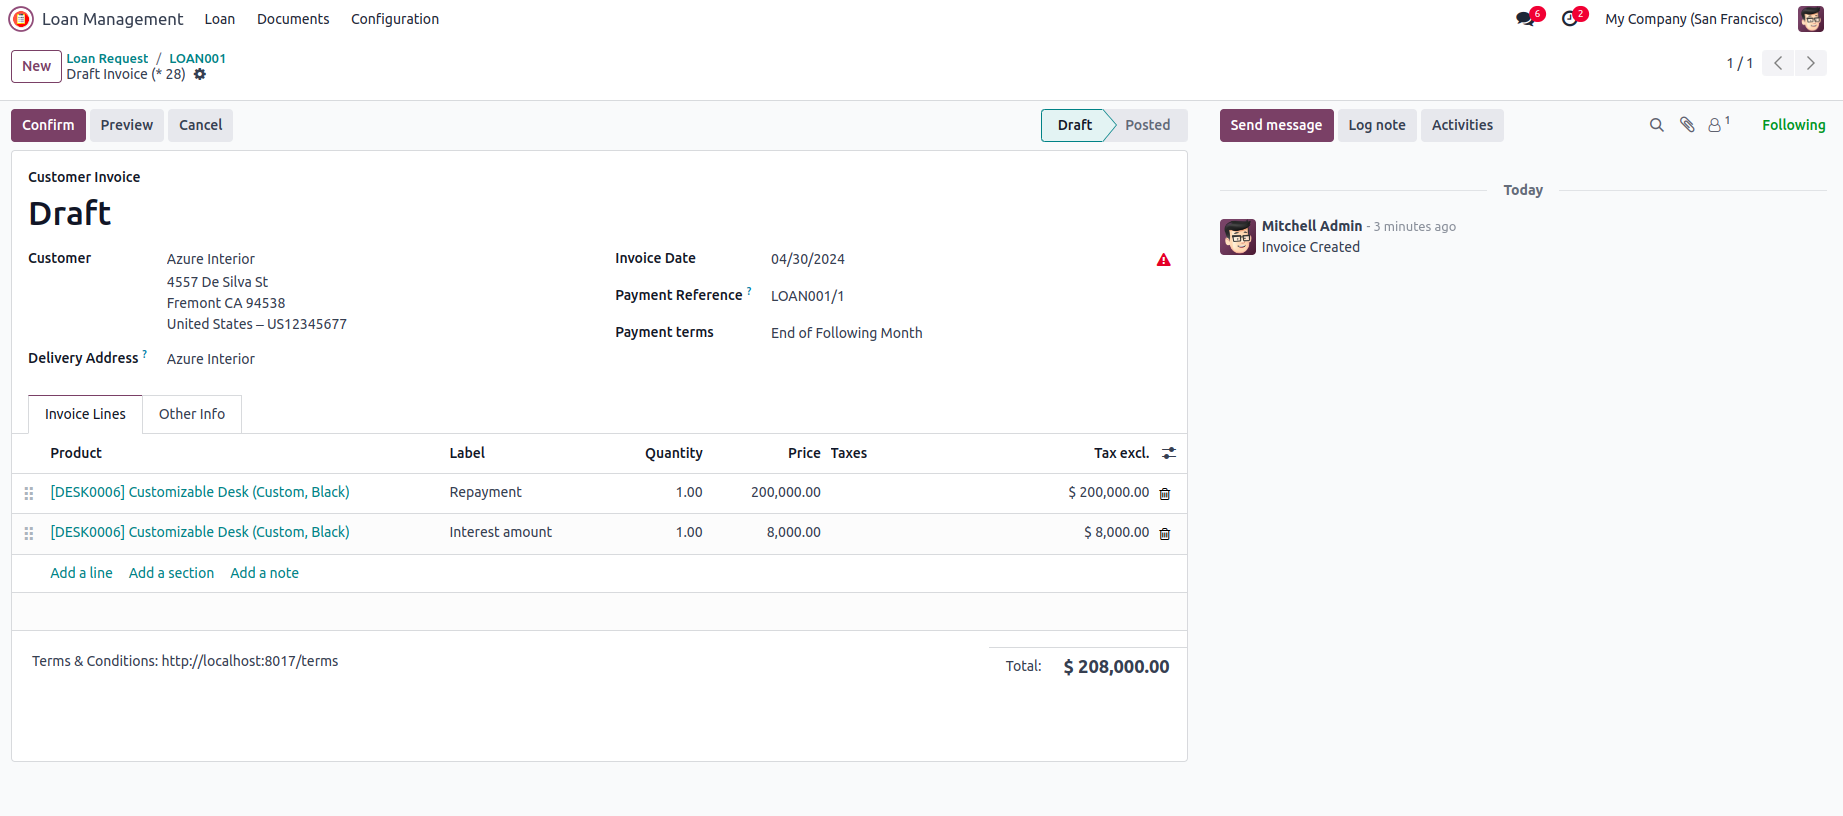 Loan Management Loan Documents Configuration 6 2 My Company (San Francisco)
New Loan Request / LOAN001
Draft Invoice (* 28) 1 / 1
Confirm Preview Cancel Draft Posted Send message Log note Activities 1 Following
Customer Invoice
Draft
Customer Azure Interior
4557 De Silva St
Fremont CA 94538
United States – US12345677
Delivery Address ? Azure Interior
Invoice Date 04/30/2024
Payment Reference ? LOAN001/1
Payment terms End of Following Month
Invoice Lines Other Info
Product Label Quantity Price Taxes Tax excl.
[DESK0006] Customizable Desk (Custom, Black) Repayment 1.00 200,000.00 $ 200,000.00
[DESK0006] Customizable Desk (Custom, Black) Interest amount 1.00 8,000.00 $ 8,000.00
Add a line Add a section Add a note
Terms & Conditions: http://localhost:8017/terms
Total: $ 208,000.00
Today
Mitchell Admin - 3 minutes ago
Invoice Created